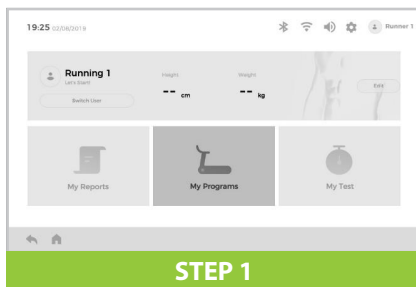 19:25 02/08/2019
Runner 1
Running 1
Let's Start!
Switch User
Height
-- cm
Weight
-- kg
Edit
My Reports
My Programs
My Test
STEP 1